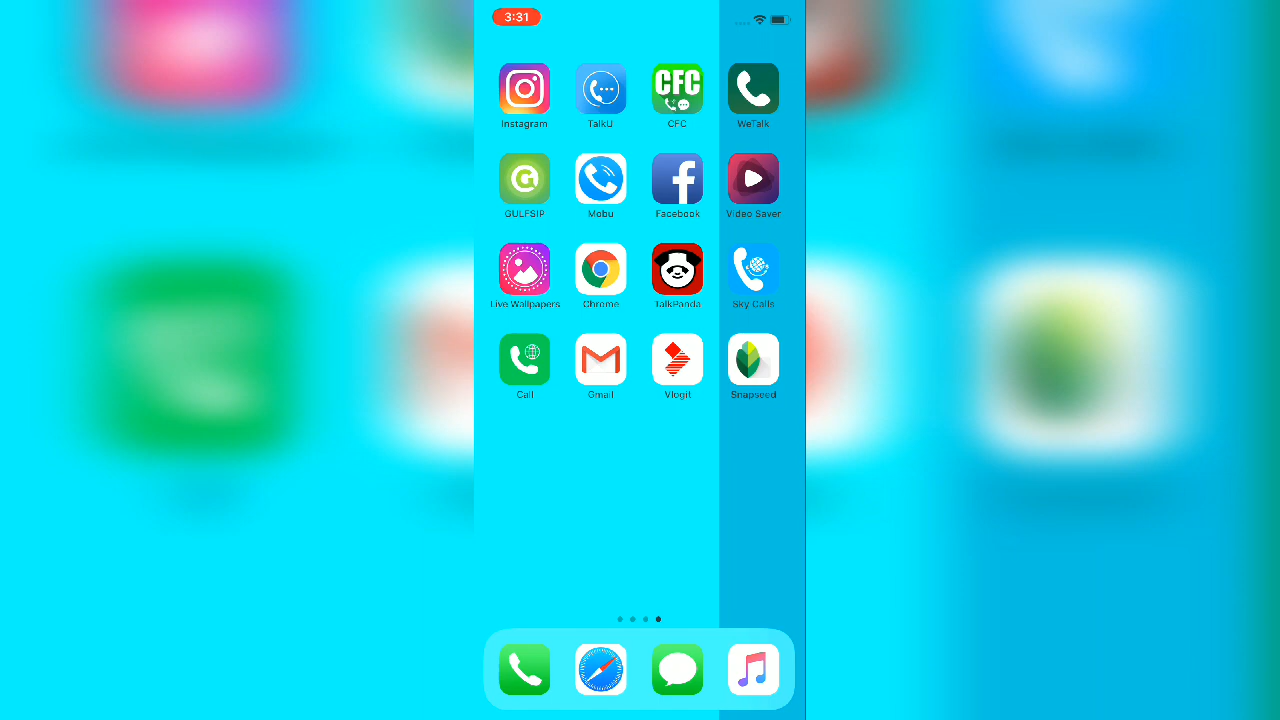 3:31
Instagram TalkU CFC WeTalk
CFC
GULFSIP Mobu Facebook Video Saver
Live Wallpapers Chrome TalkPanda Sky Calls
Call Gmail Vlogit Snapseed